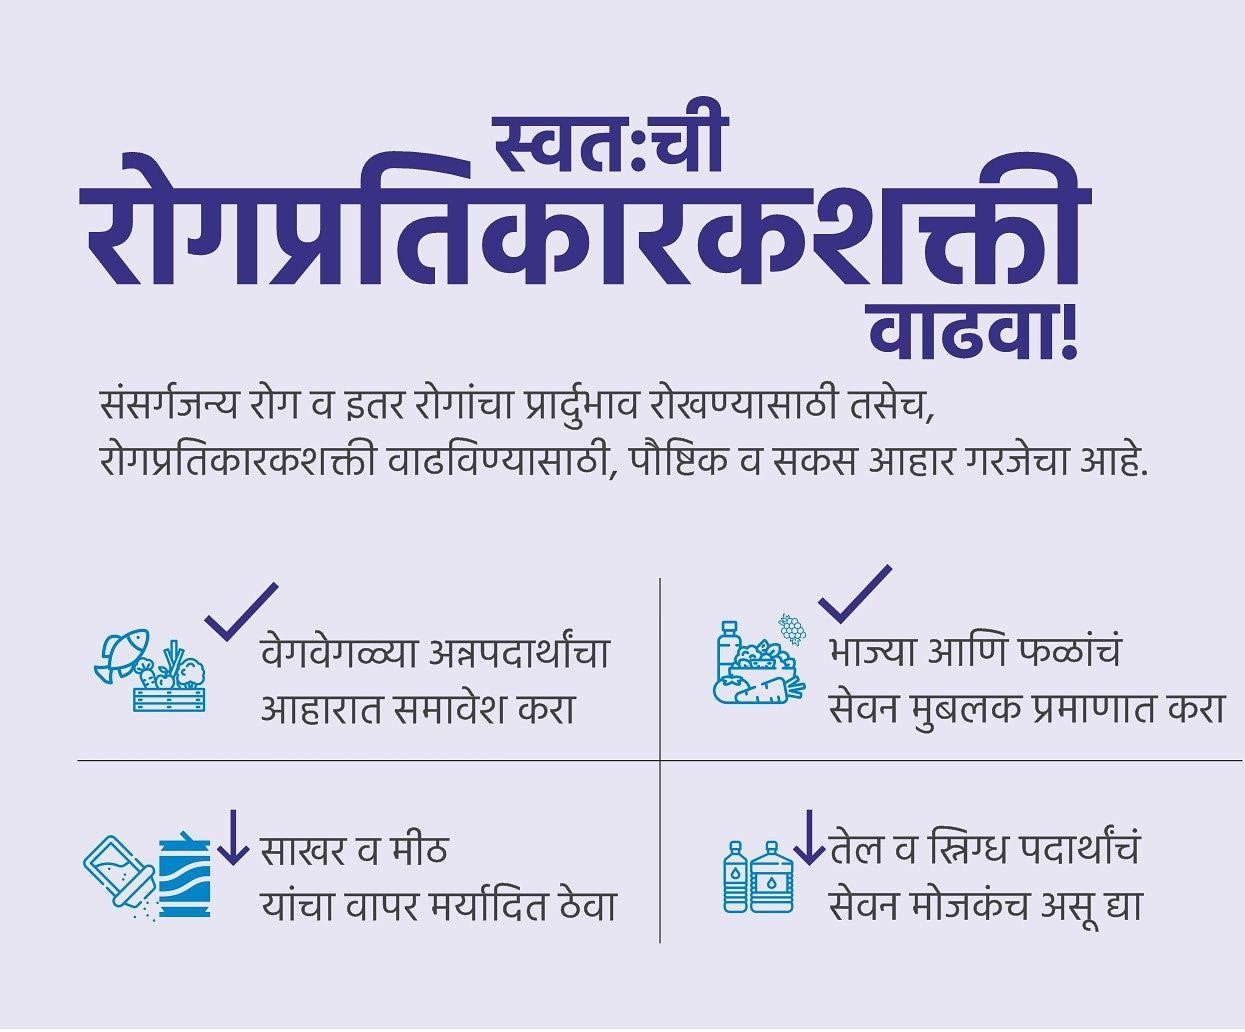 स्वतःची
रोगप्रतिकारकशक्ती
वाढवा!
संसर्गजन्य रोग व इतर रोगांचा प्रार्दुभाव रोखण्यासाठी तसेच,
रोगप्रतिकारकशक्ती वाढविण्यासाठी, पौष्टिक व सकस आहार गरजेचा आहे.
वेगवेगळ्या अन्नपदार्थांचा
आहारात समावेश करा
भाज्या आणि फळांचं
सेवन मुबलक प्रमाणात करा
साखर व मीठ
यांचा वापर मर्यादित ठेवा
तेल व स्निग्ध पदार्थांचं
सेवन मोजकंच असू द्या